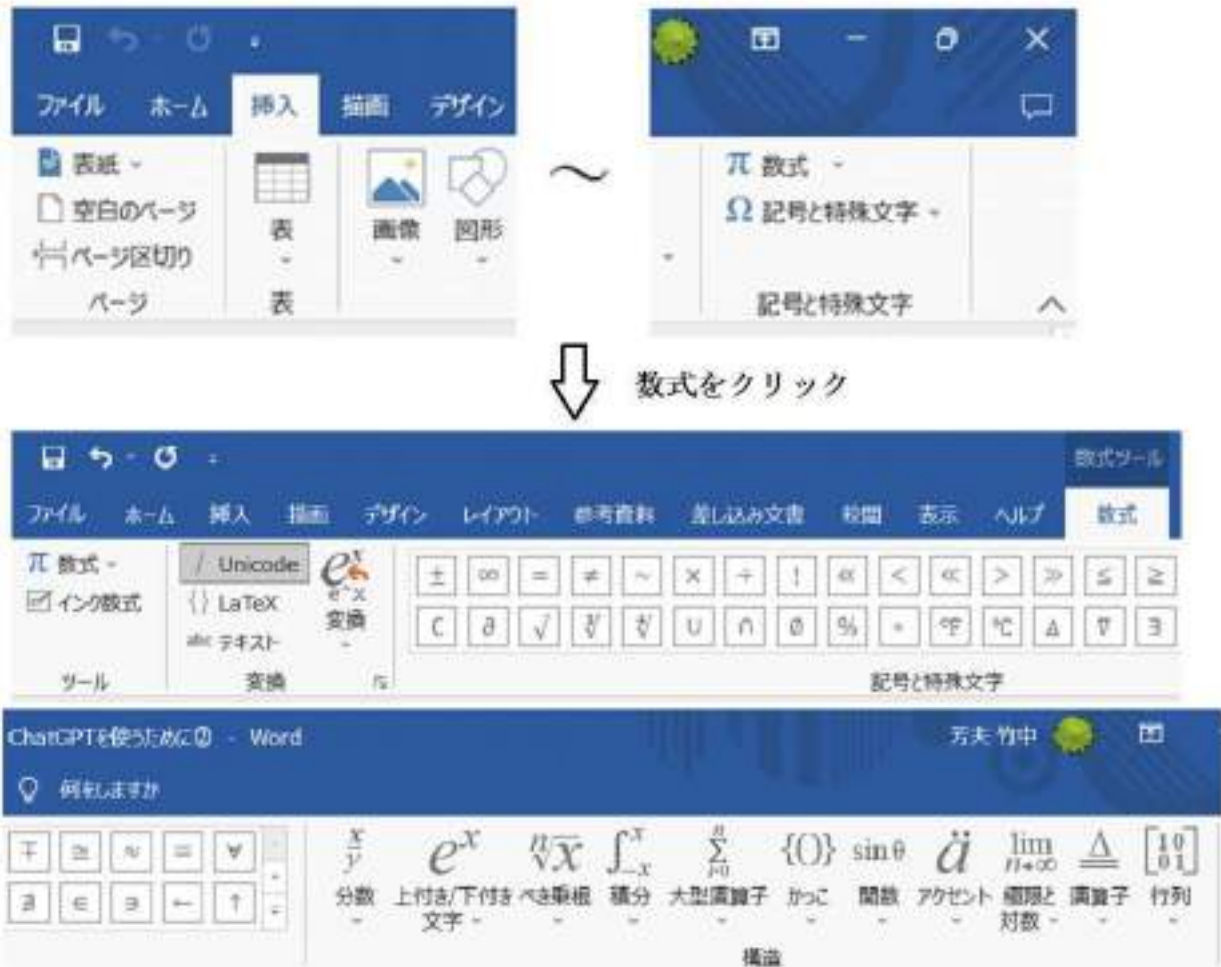 ファイル ホーム 挿入 描画 デザイン
表紙
空白のページ
ページ区切り
ページ
表
表
画像 図形
～
π 数式
Ω 記号と特殊文字
記号と特殊文字
数式をクリック
数式ツール
ファイル ホーム 挿入 描画 デザイン レイアウト 参考資料 差し込み文書 校閲 表示 ヘルプ 数式
π 数式
インク数式
ツール
/ Unicode
{} LaTeX
abc テキスト
e^x
変換
変換
± ∞ = ≠ ~ × ÷ ! < ≪ > ≫ ≤ ≥
∂ √ ∛ ∜ ∪ ∩ ∅ % ° °F °C ∆ ∇ ∃
記号と特殊文字
ChatGPTを使うために② - Word 芳夫 竹中
何をしますか
∓ ≅ ≈ ≡ ∀
∄ ∈ ∋ ← ↑
x/y 分数
e^x 上付き/下付き文字
n√x べき乗根
∫ 積分
∑ 大型演算子
{()} かっこ
sin θ 関数
ä アクセント
lim n→∞ 極限と対数
≜ 演算子
[1 0 0 1] 行列
構造